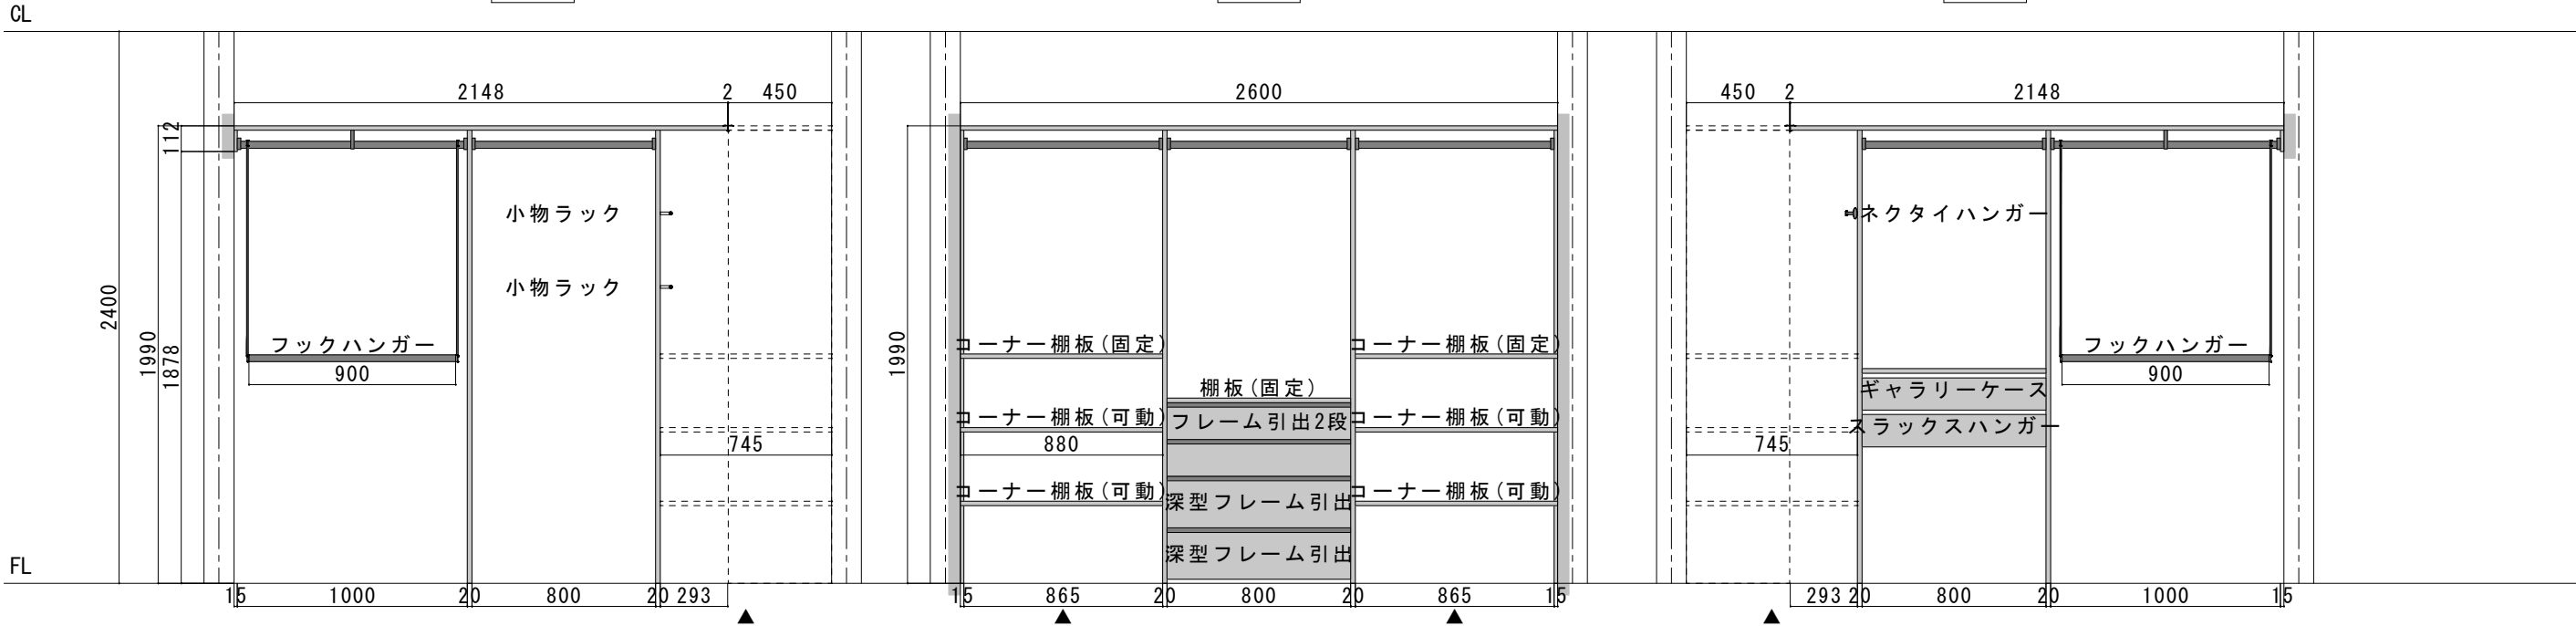 CL
2148 2 450
2600
450 2 2148
112
小物ラック
ネクタイハンガー
小物ラック
2400
1990
1878
1990
フックハンガー
コーナー棚板(固定)
コーナー棚板(固定)
フックハンガー
900
900
棚板(固定)
ギャラリーケース
コーナー棚板(可動)
フレーム引出2段
コーナー棚板(可動)
スラックスハンガー
745
880
745
コーナー棚板(可動)
深型フレーム引出
コーナー棚板(可動)
深型フレーム引出
FL
15 1000 20 800 20 293
15 865 20 800 20 865 15
293 20 800 20 1000 15